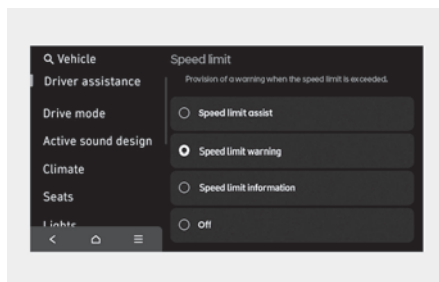 Vehicle
Driver assistance
Drive mode
Active sound design
Climate
Seats
Lights
Speed limit
Provision of a warning when the speed limit is exceeded.
Speed limit assist
Speed limit warning
Speed limit information
Off